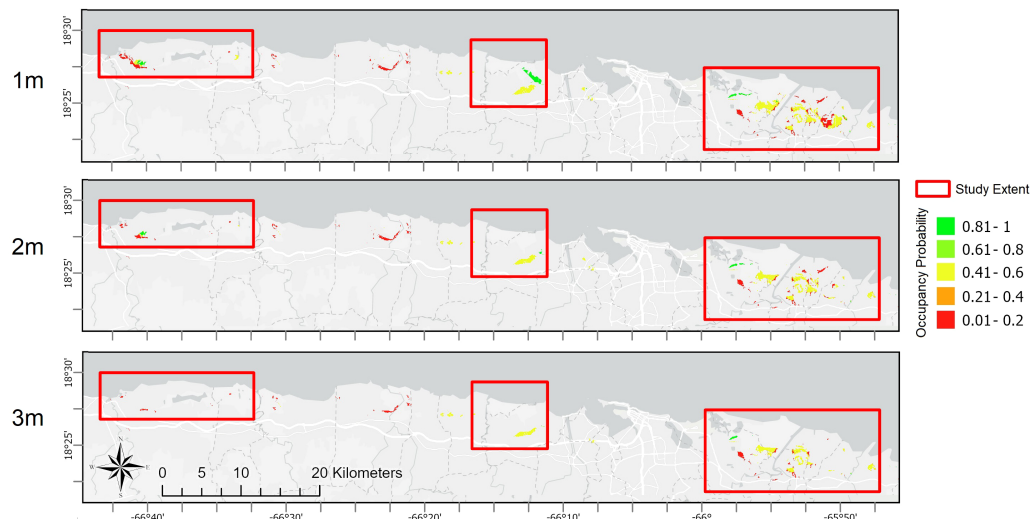 18°30'
1m
18°25'
18°30'
2m
18°25'
Study Extent
Occupancy Probability
0.81- 1
0.61- 0.8
0.41- 0.6
0.21- 0.4
0.01- 0.2
18°30'
3m
18°25'
N
W E
S
0 5 10 20 Kilometers
-66°40' -66°30' -66°20' -66°10' -66° -65°50'